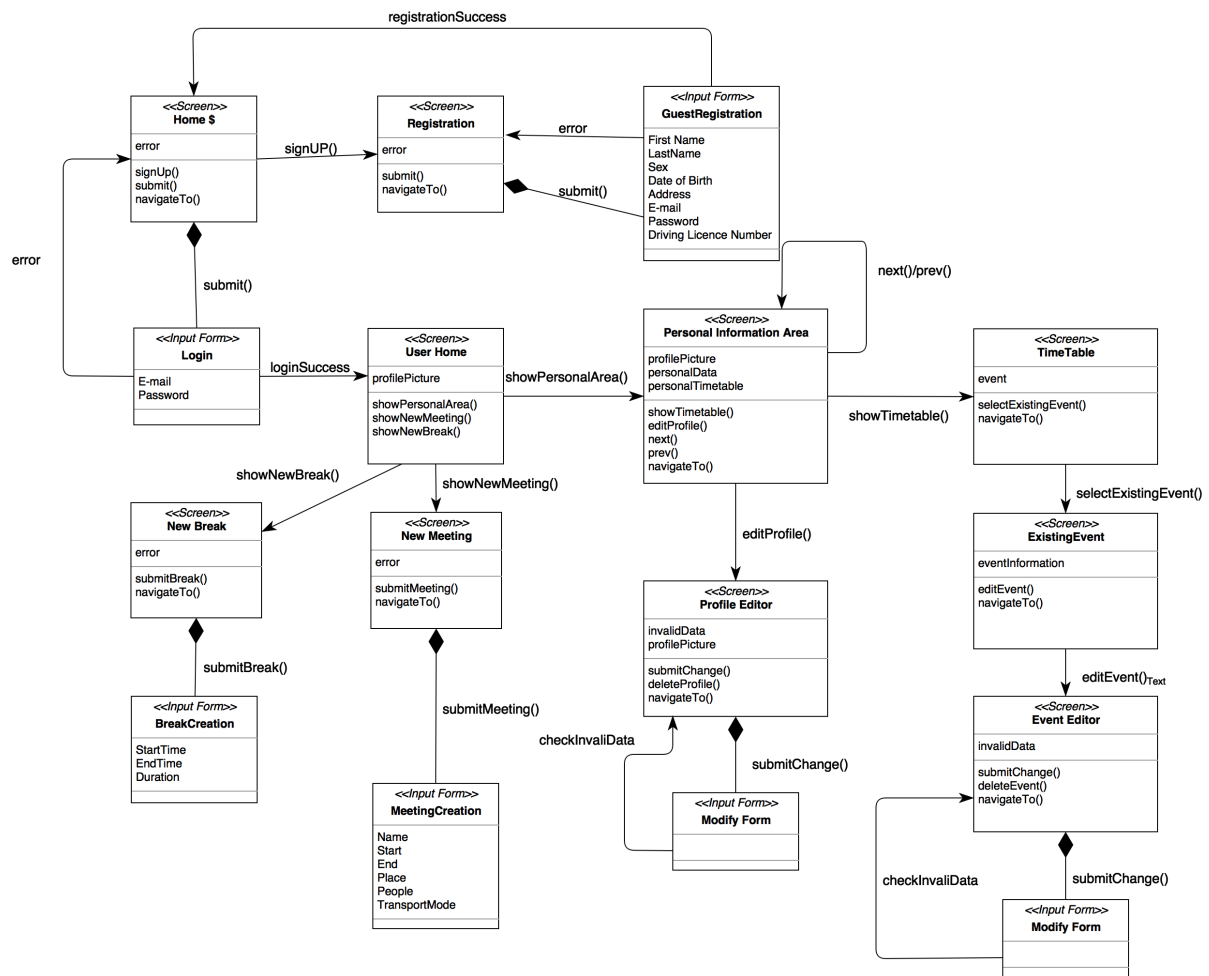 registrationSuccess
<<Screen>>
Home $
error
signUp()
submit()
navigateTo()
signUP()
<<Screen>>
Registration
error
submit()
navigateTo()
error
submit()
<<Input Form>>
GuestRegistration
First Name
LastName
Sex
Date of Birth
Address
E-mail
Password
Driving Licence Number
error
submit()
next()/prev()
<<Input Form>>
Login
E-mail
Password
loginSuccess
<<Screen>>
User Home
profilePicture
showPersonalArea()
showNewMeeting()
showNewBreak()
showPersonalArea()
<<Screen>>
Personal Information Area
profilePicture
personalData
personalTimetable
showTimetable()
editProfile()
next()
prev()
navigateTo()
showTimetable()
<<Screen>>
TimeTable
event
selectExistingEvent()
navigateTo()
showNewBreak()
showNewMeeting()
editProfile()
selectExistingEvent()
<<Screen>>
New Break
error
submitBreak()
navigateTo()
<<Screen>>
New Meeting
error
submitMeeting()
navigateTo()
<<Screen>>
ExistingEvent
eventInformation
editEvent()
navigateTo()
<<Screen>>
Profile Editor
invalidData
profilePicture
submitChange()
deleteProfile()
navigateTo()
submitBreak()
submitMeeting()
editEvent()Text
<<Input Form>>
BreakCreation
StartTime
EndTime
Duration
<<Screen>>
Event Editor
invalidData
submitChange()
deleteEvent()
navigateTo()
checkInvaliData
submitChange()
<<Input Form>>
MeetingCreation
Name
Start
End
Place
People
TransportMode
<<Input Form>>
Modify Form
checkInvaliData
submitChange()
<<Input Form>>
Modify Form